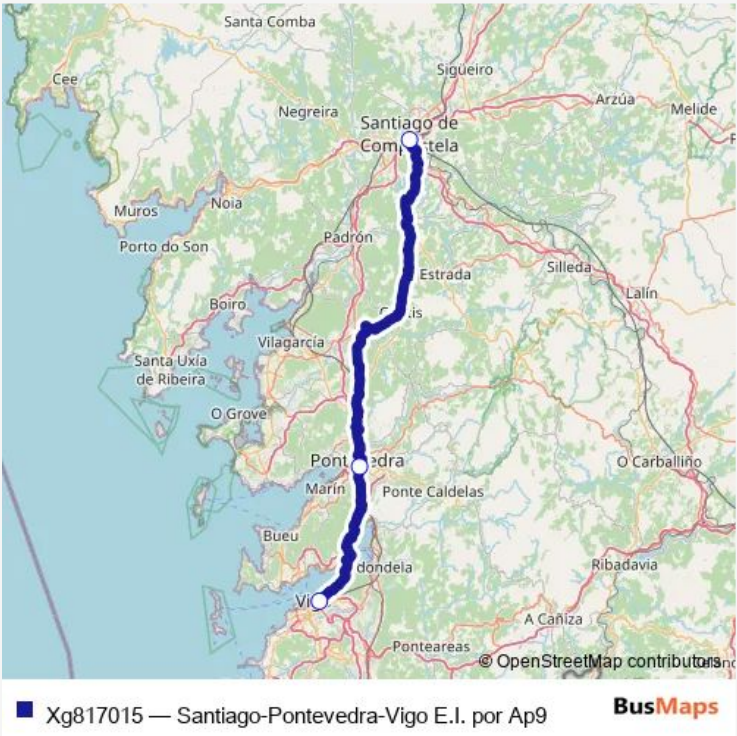 Santa Comba
Cee
Sigüeiro
Arzúa
Negreira
Melide
Santiago de
Compostela
Noia
Muros
Porto do Son
Padrón
Estrada
Silleda
Lalín
Boiro
Vilagarcía
Santa Uxía
de Ribeira
O Grove
Pontevedra
O Carballiño
Marín
Ponte Caldelas
Bueu
dondela
Ribadavia
Vigo
A Cañiza
Ponteareas
© OpenStreetMap contributors
Xg817015 — Santiago-Pontevedra-Vigo E.I. por Ap9
BusMaps